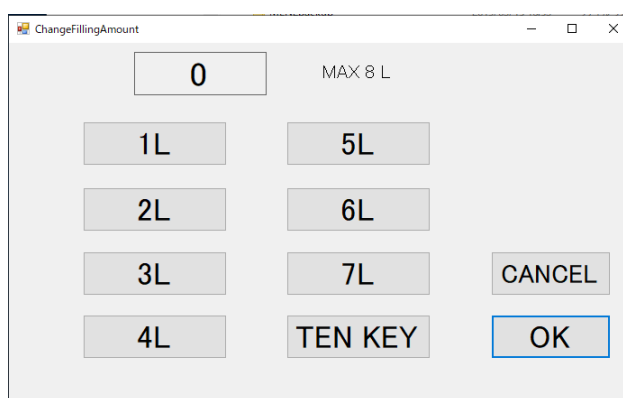 ChangeFillingAmount
0 MAX 8 L
1L 5L
2L 6L
3L 7L CANCEL
4L TEN KEY OK